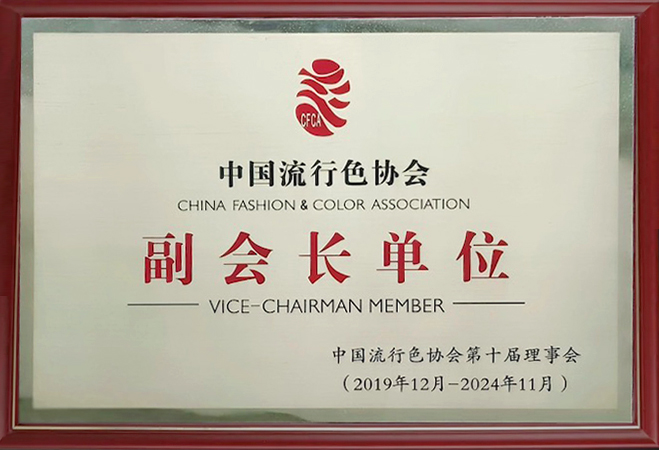 CFCA
中国流行色协会
CHINA FASHION & COLOR ASSOCIATION
副会长单位
VICE-CHAIRMAN MEMBER
中国流行色协会第十届理事会
（2019年12月-2024年11月）